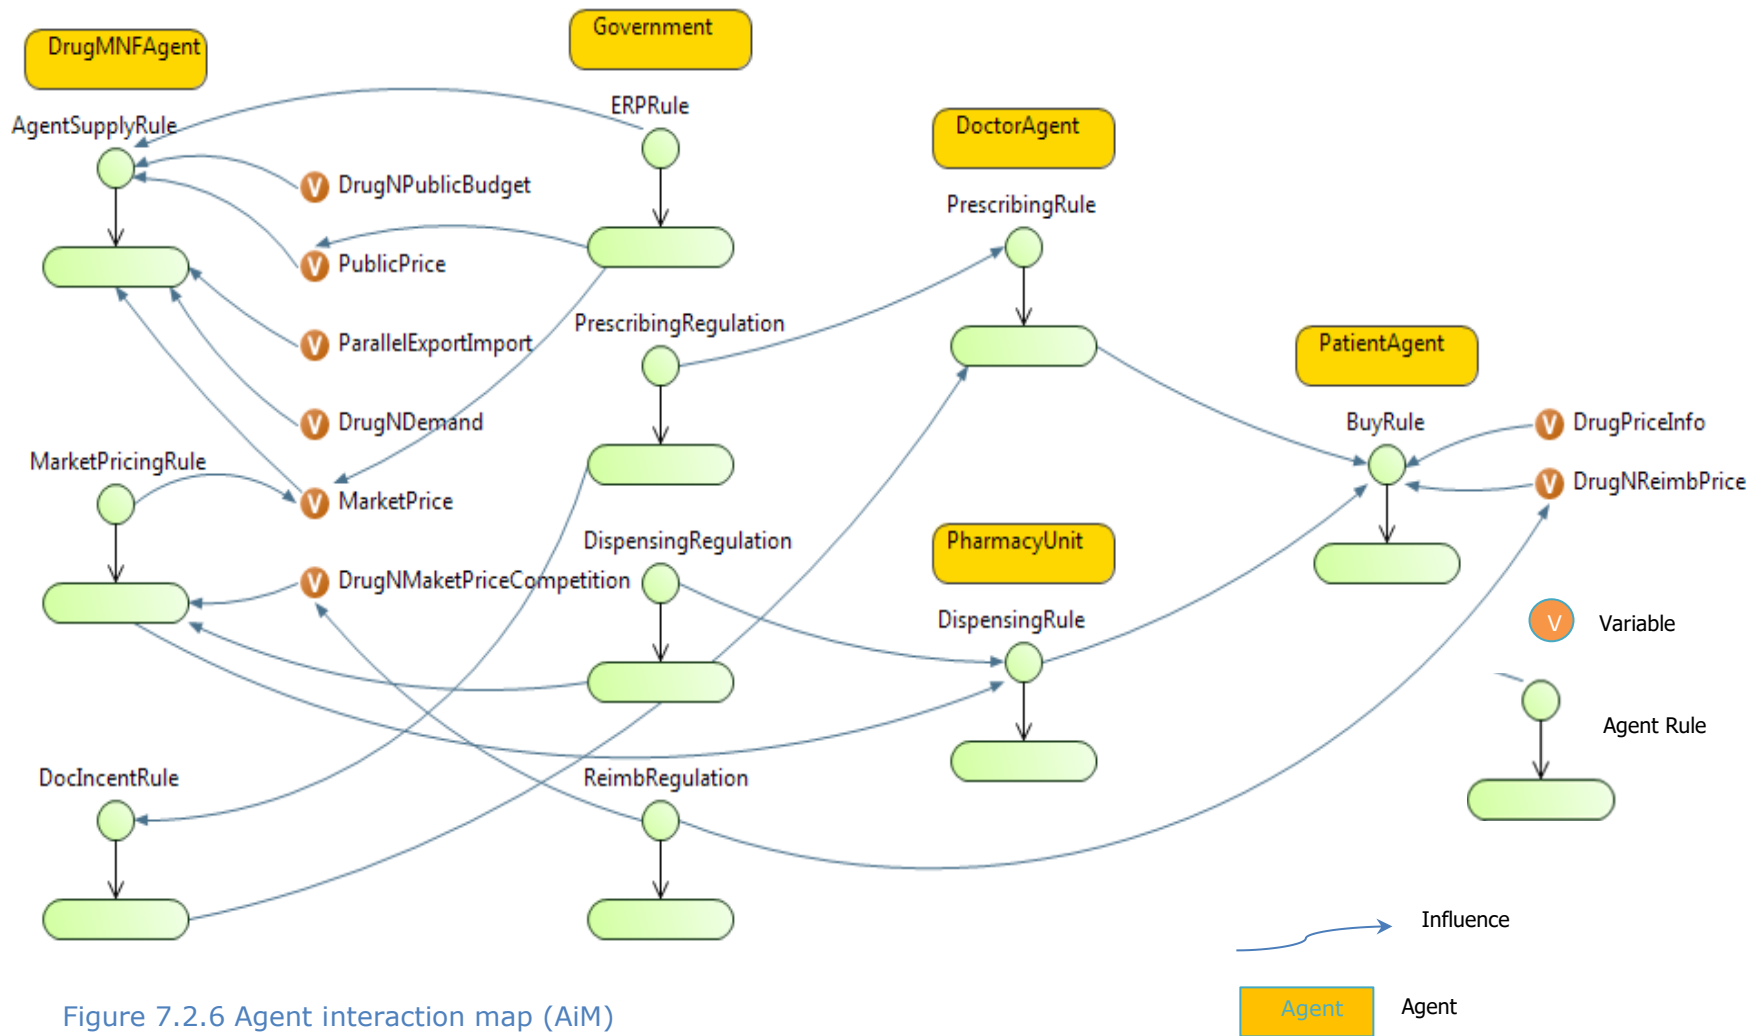 DrugMNFAgent
Government
AgentSupplyRule
ERPRule
DoctorAgent
V DrugNPublicBudget
PrescribingRule
V PublicPrice
PrescribingRegulation
V ParallelExportImport
PatientAgent
V DrugNDemand
BuyRule
V DrugPriceInfo
MarketPricingRule
V DrugNReimbPrice
V MarketPrice
DispensingRegulation
PharmacyUnit
V DrugNMaketPriceCompetition
DispensingRule
V Variable
Agent Rule
DocIncentRule
ReimbRegulation
Influence
Agent Agent
Figure 7.2.6 Agent interaction map (AiM)